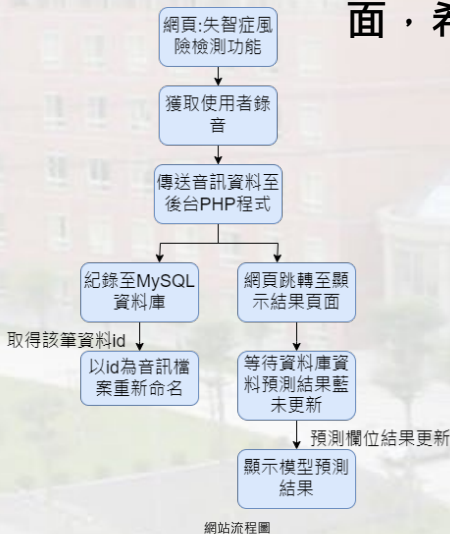 面，希
網頁:失智症風
險檢測功能
獲取使用者錄
音
傳送音訊資料至
後台PHP程式
紀錄至MySQL
資料庫
網頁跳轉至顯
示結果頁面
取得該筆資料id
以id為音訊檔
案重新命名
等待資料庫資
料預測結果藍
未更新
預測欄位結果更新
顯示模型預測
結果
網站流程圖